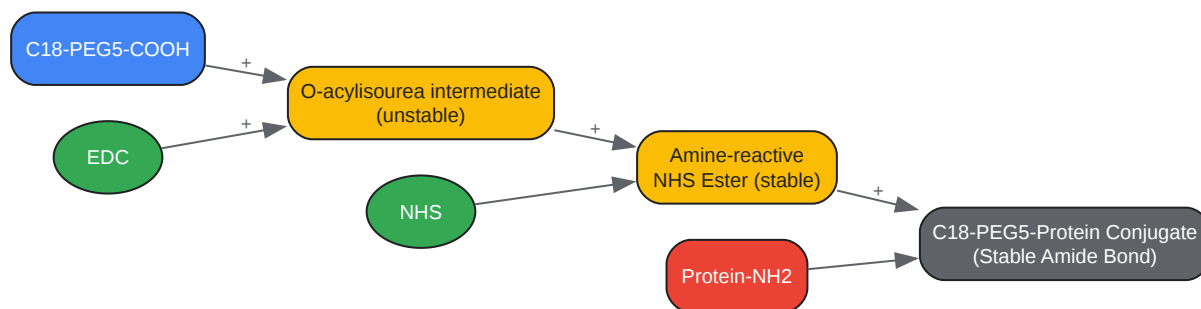 C18-PEG5-COOH
+
O-acylisourea intermediate
(unstable)
+
EDC
+
Amine-reactive
NHS Ester (stable)
NHS
+
C18-PEG5-Protein Conjugate
(Stable Amide Bond)
Protein-NH2